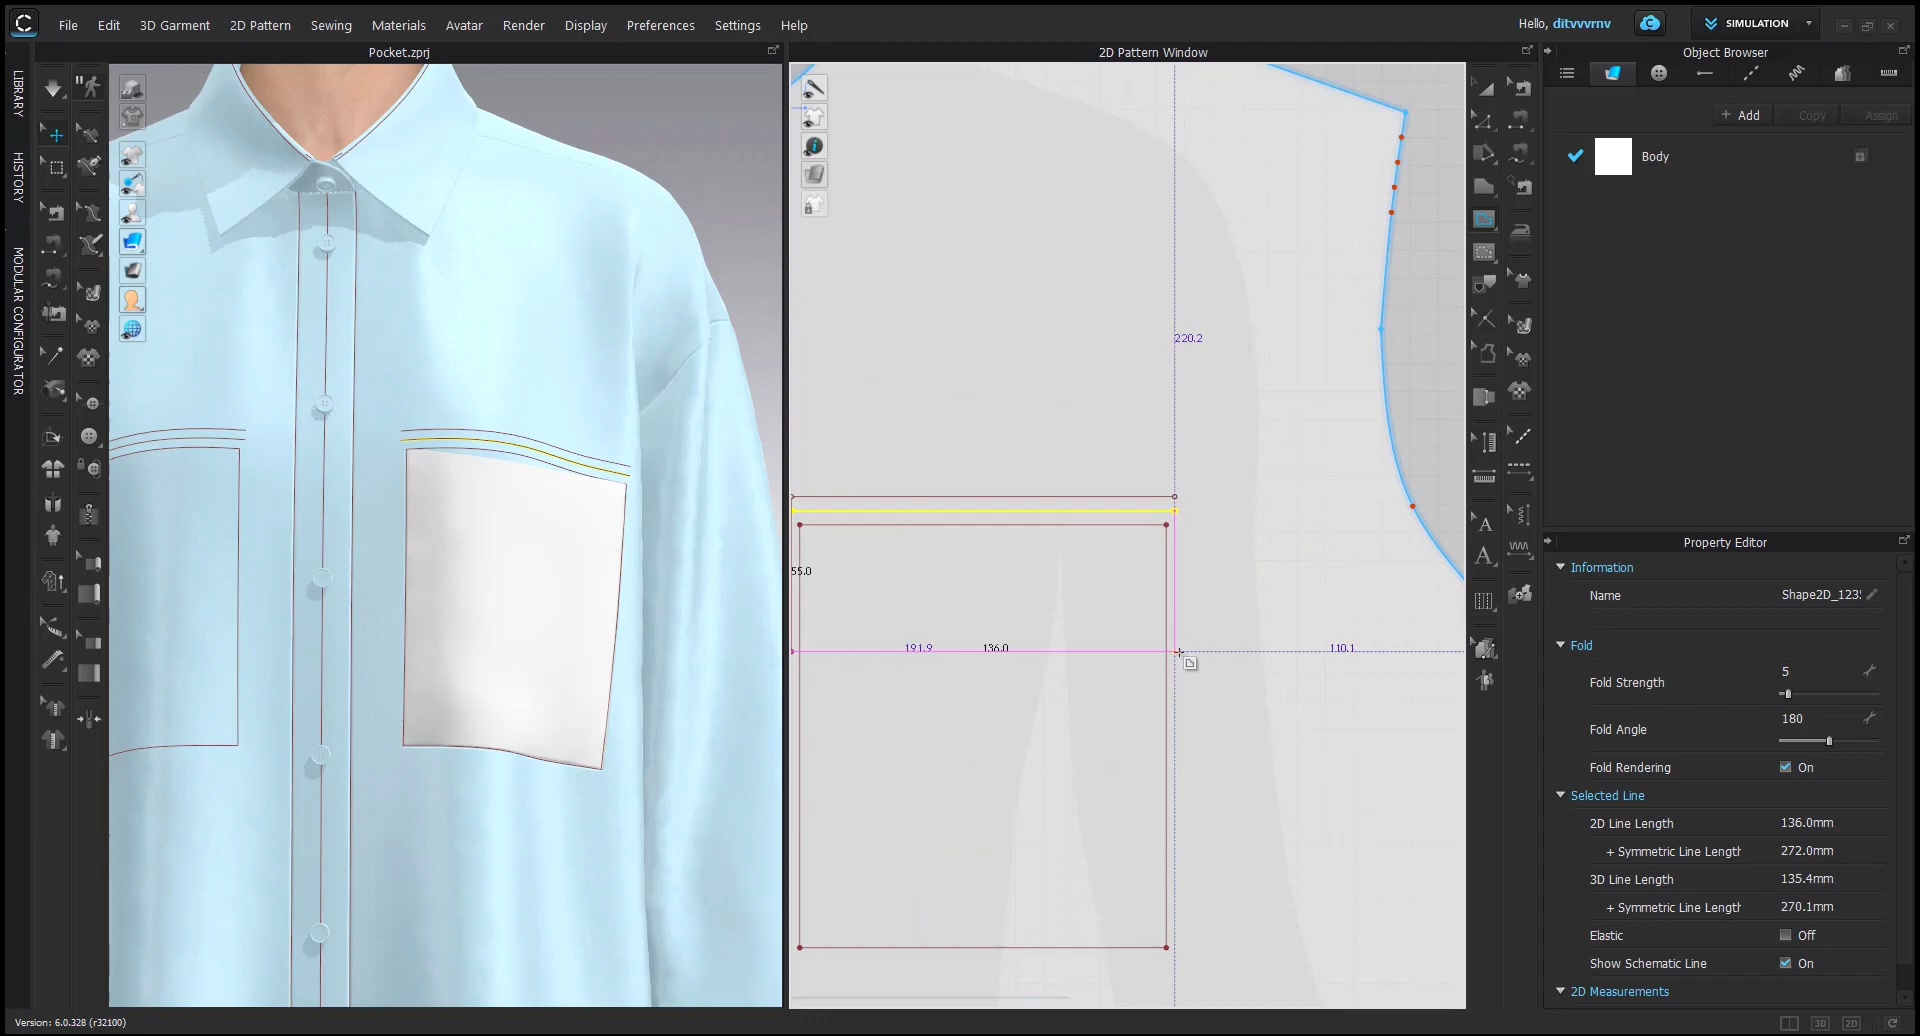 File Edit 3D Garment 2D Pattern Sewing Materials Avatar Render Display Preferences Settings Help
Hello, ditvvvrnv
SIMULATION
Pocket.zprj
2D Pattern Window
Object Browser
LIBRARY
HISTORY
MODULAR CONFIGURATOR
+ Add
Copy
Assign
Body
220.2
55.0
191.9
136.0
110.1
A
A
Property Editor
Information
Name Shape2D_123
Fold
Fold Strength 5
Fold Angle 180
Fold Rendering On
Selected Line
2D Line Length 136.0mm
+ Symmetric Line Length 272.0mm
3D Line Length 135.4mm
+ Symmetric Line Length 270.1mm
Elastic Off
Show Schematic Line On
2D Measurements
Version: 6.0.328 (r32100)
3D 2D